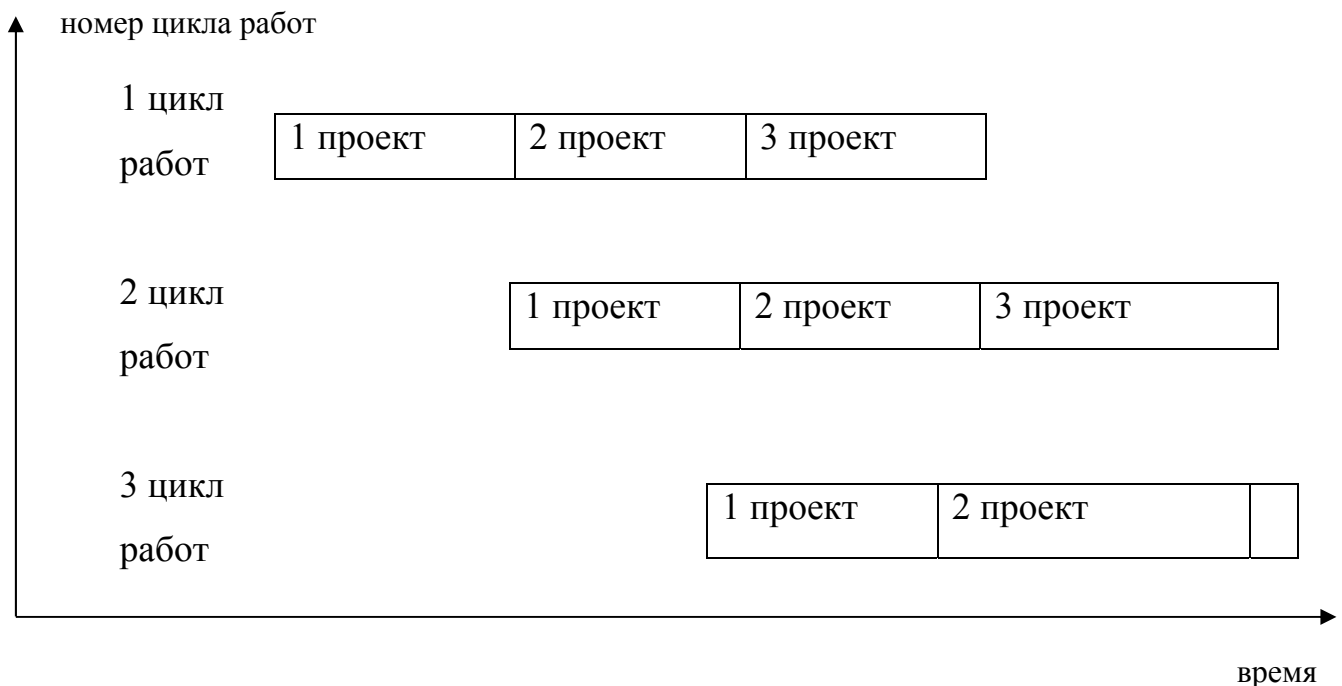 номер цикла работ
1 цикл
работ
1 проект 2 проект 3 проект
2 цикл
работ
1 проект 2 проект 3 проект
3 цикл
работ
1 проект 2 проект
время